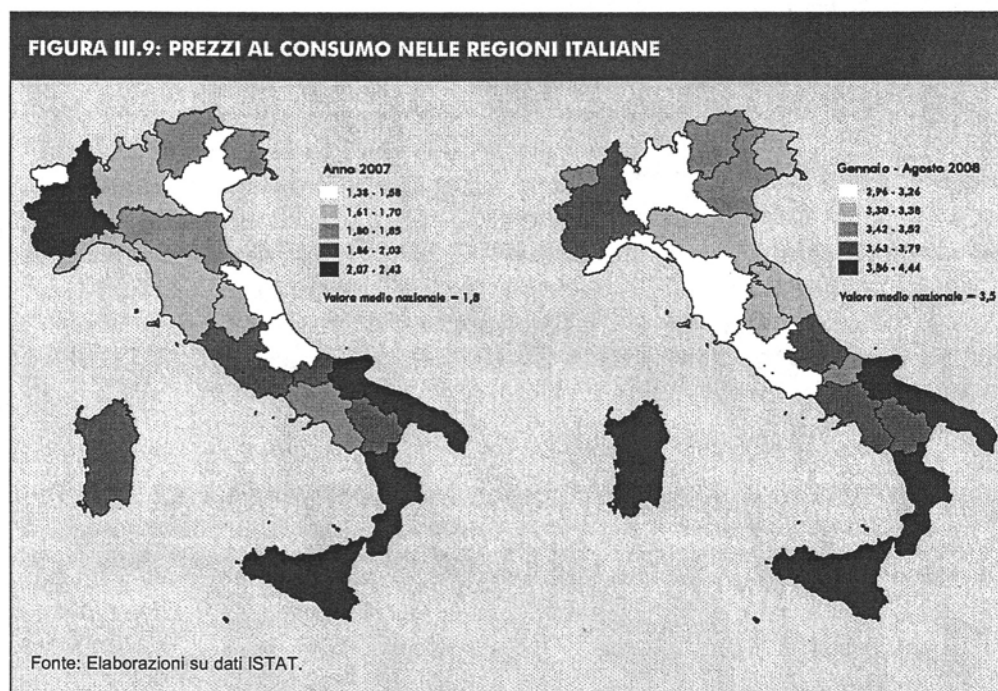 FIGURA III.9: PREZZI AL CONSUMO NELLE REGIONI ITALIANE
Anno 2007
1,38 - 1,58
1,61 - 1,70
1,80 - 1,85
1,86 - 2,03
2,07 - 2,43
Valore medio nazionale = 1,8
Gennaio - Agosto 2008
2,96 - 3,26
3,30 - 3,38
3,42 - 3,52
3,63 - 3,79
3,86 - 4,44
Valore medio nazionale = 3,5
Fonte: Elaborazioni su dati ISTAT.